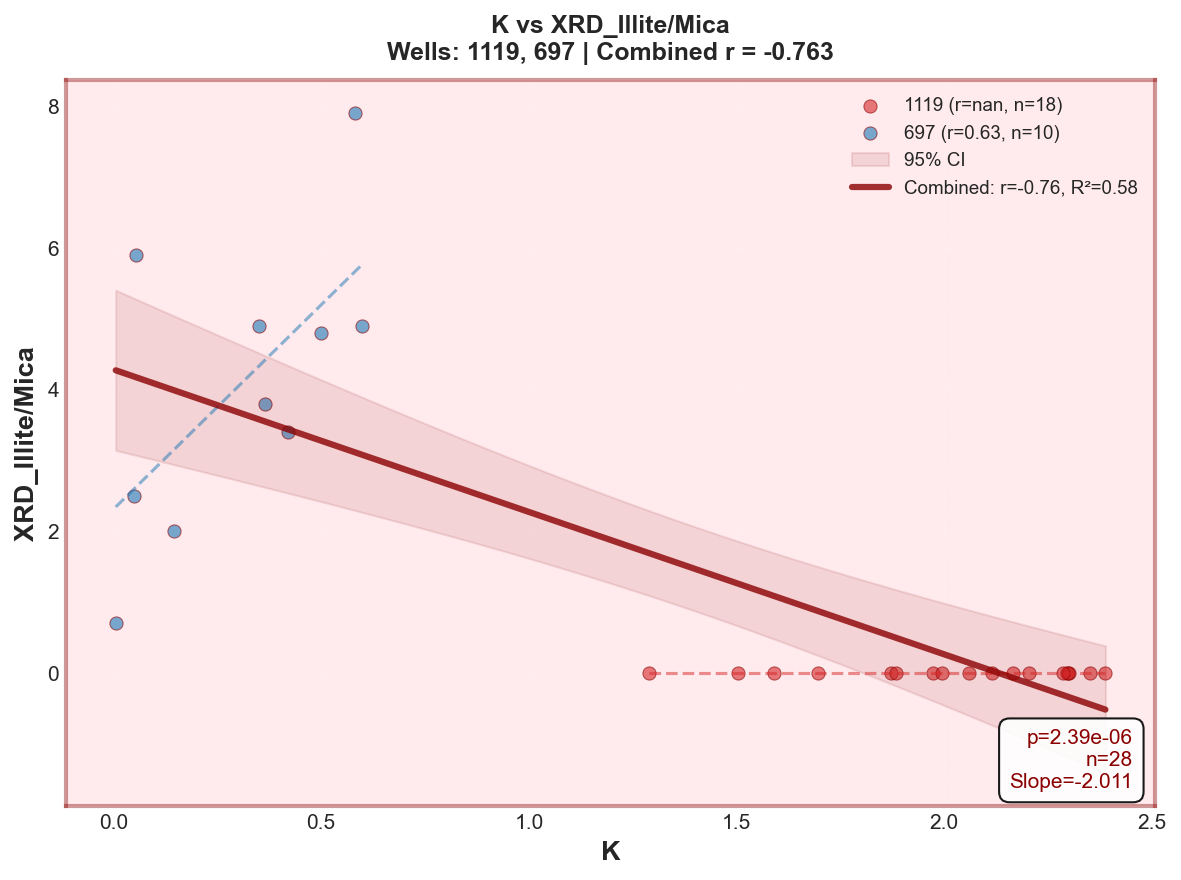 K vs XRD_Illite/Mica
Wells: 1119, 697 | Combined r = -0.763
1119 (r=nan, n=18)
697 (r=0.63, n=10)
95% CI
Combined: r=-0.76, R²=0.58
8
6
4
2
0
XRD_Illite/Mica
p=2.39e-06
n=28
Slope=-2.011
0.0 0.5 1.0 1.5 2.0 2.5
K